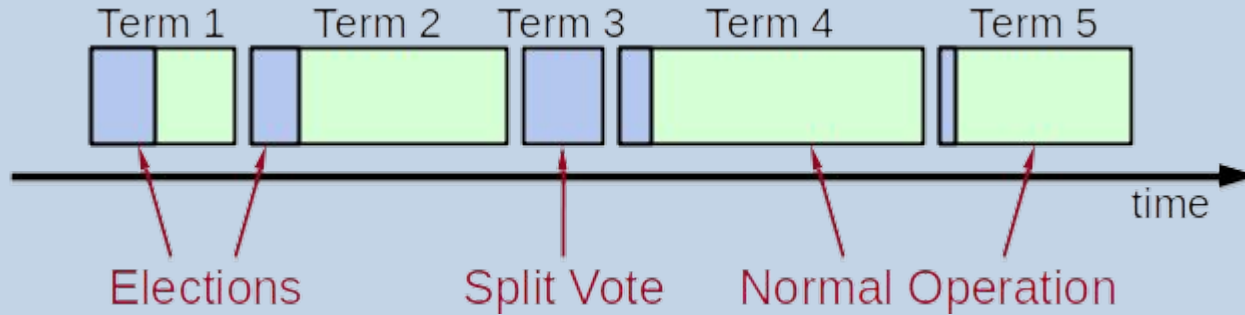 Term 1 Term 2 Term 3 Term 4 Term 5
time
Elections Split Vote Normal Operation